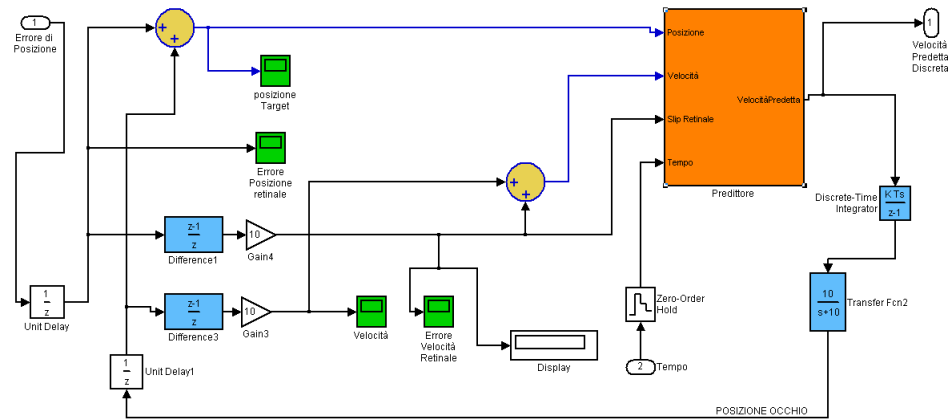 1
Errore di
Posizione
+
+
posizione
Target
Errore
Posizione
retinale
Posizione
Velocitá
Slip Retinale
Tempo
VelocitàPredetta
Predittore
1
Velocità
Predetta
Discreta
+
+
z-1
z
Difference1
10
Gain4
1
z
Unit Delay
z-1
z
Difference3
10
Gain3
Velocità
Errore
Velocità
Retinale
Display
Zero-Order
Hold
2
Tempo
Discrete-Time
Integrator
K Ts
z-1
10
s+10
Transfer Fcn2
1
z
Unit Delay1
POSIZIONE OCCHIO